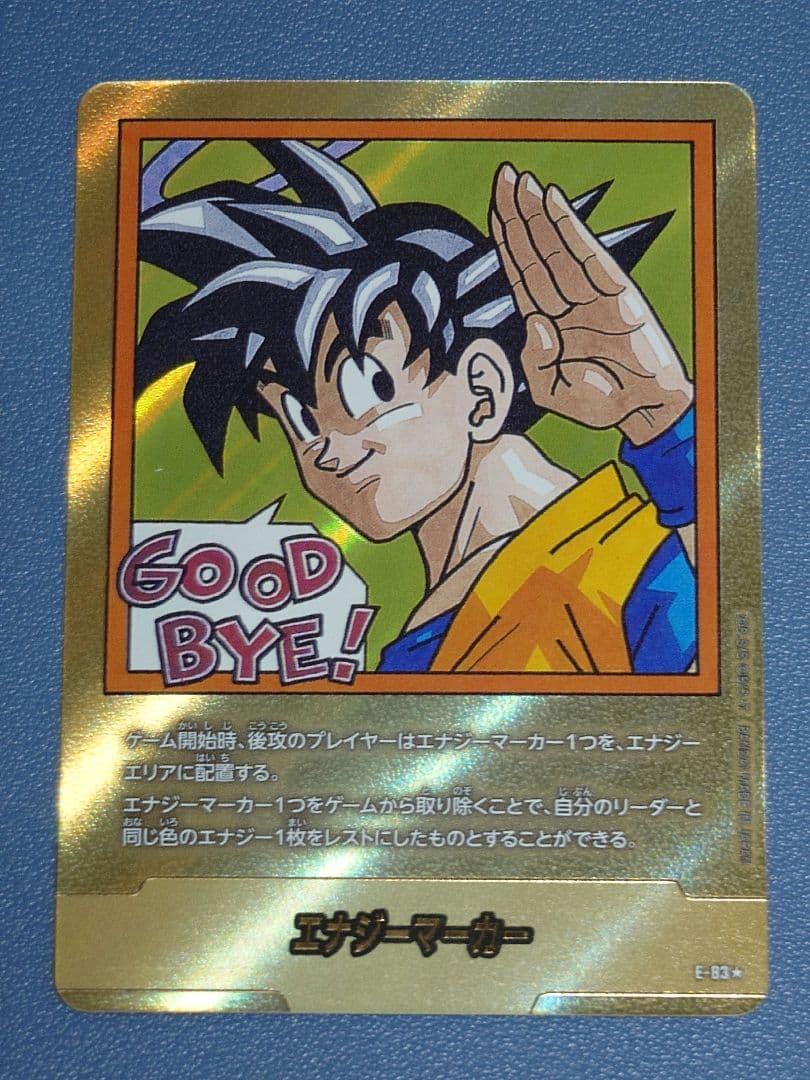 GOOD
BYE!
ゲーム開始時、後攻のプレイヤーはエナジーマーカー1つを、エナジー
エリアに配置する。
エナジーマーカー1つをゲームから取り除くことで、自分のリーダーと
同じ色のエナジー1枚をレストにしたものとすることができる。
エナジーマーカー
E-83★